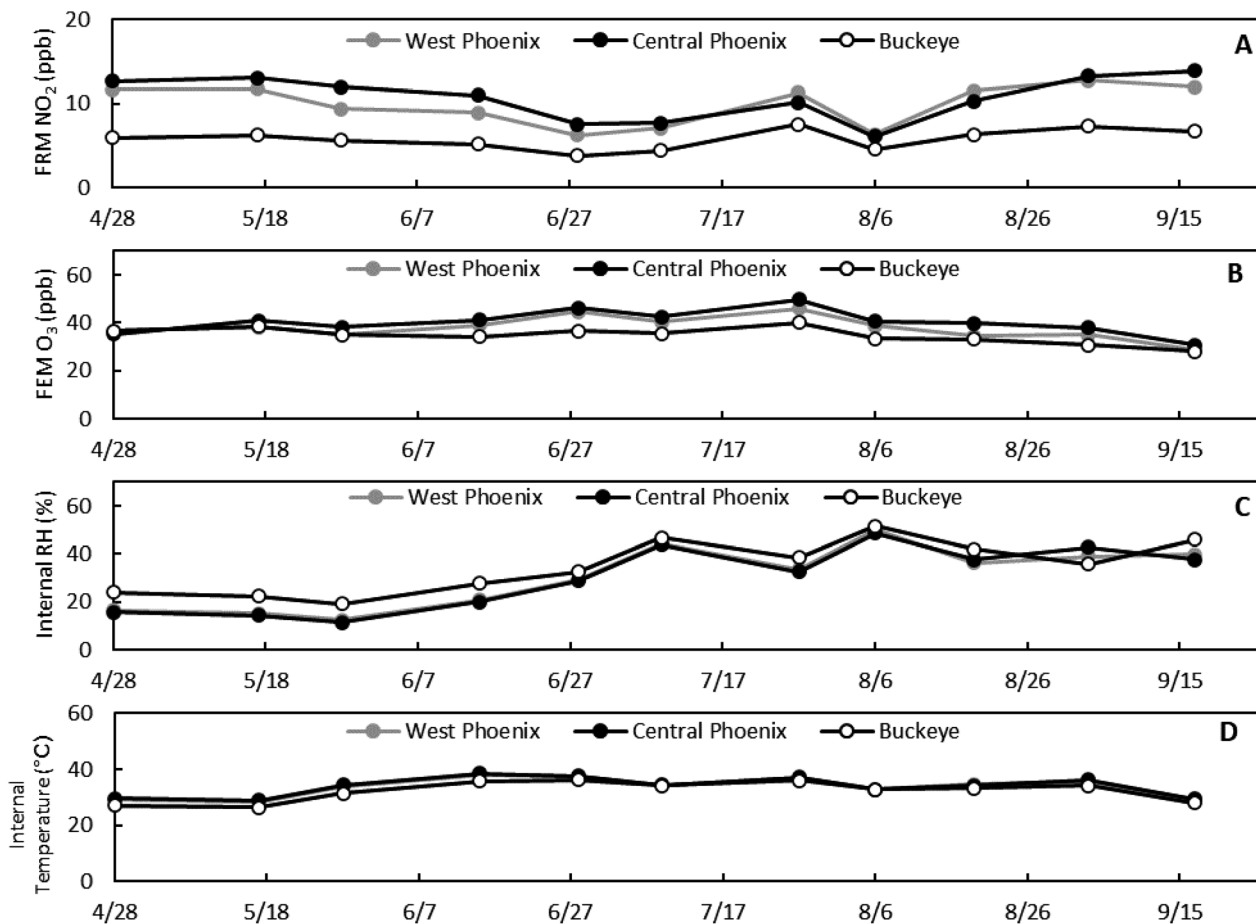 20
West Phoenix Central Phoenix Buckeye A
FRM NO₂ (ppb)
10
0
4/28 5/18 6/7 6/27 7/17 8/6 8/26 9/15
60
West Phoenix Central Phoenix Buckeye B
FEM O₃ (ppb)
40
20
0
4/28 5/18 6/7 6/27 7/17 8/6 8/26 9/15
60
West Phoenix Central Phoenix Buckeye C
Internal RH (%)
40
20
0
4/28 5/18 6/7 6/27 7/17 8/6 8/26 9/15
60
West Phoenix Central Phoenix Buckeye D
Internal
Temperature (°C)
40
20
0
4/28 5/18 6/7 6/27 7/17 8/6 8/26 9/15